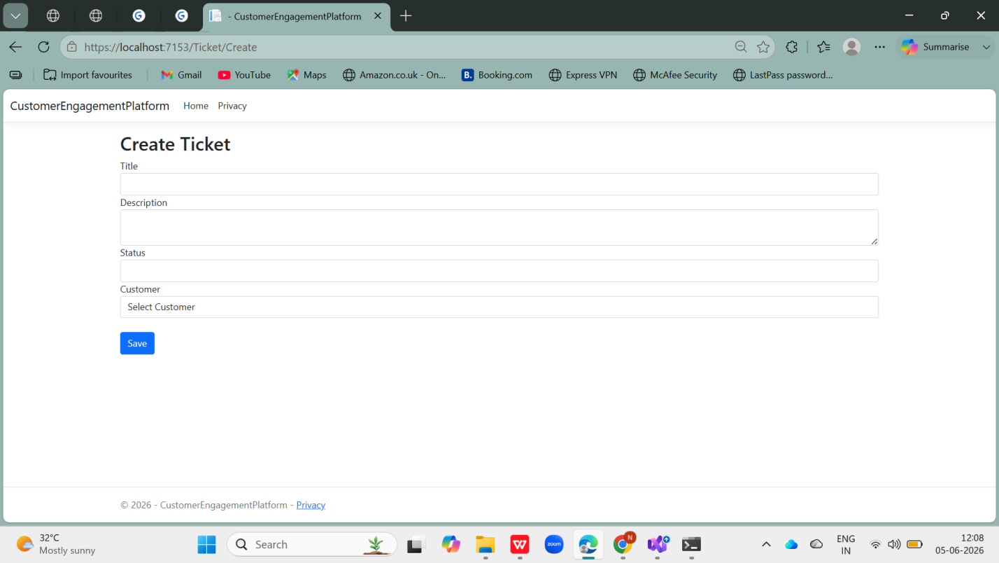 - CustomerEngagementPlatform
https://localhost:7153/Ticket/Create
Summarise
Import favourites
Gmail
YouTube
Maps
Amazon.co.uk - On...
B. Booking.com
Express VPN
McAfee Security
LastPass password...
CustomerEngagementPlatform Home Privacy
Create Ticket
Title
Description
Status
Customer
Select Customer
Save
© 2026 - CustomerEngagementPlatform - Privacy
32°C
Mostly sunny
Search
zoom
N
ENG
IN
12:08
05-06-2026